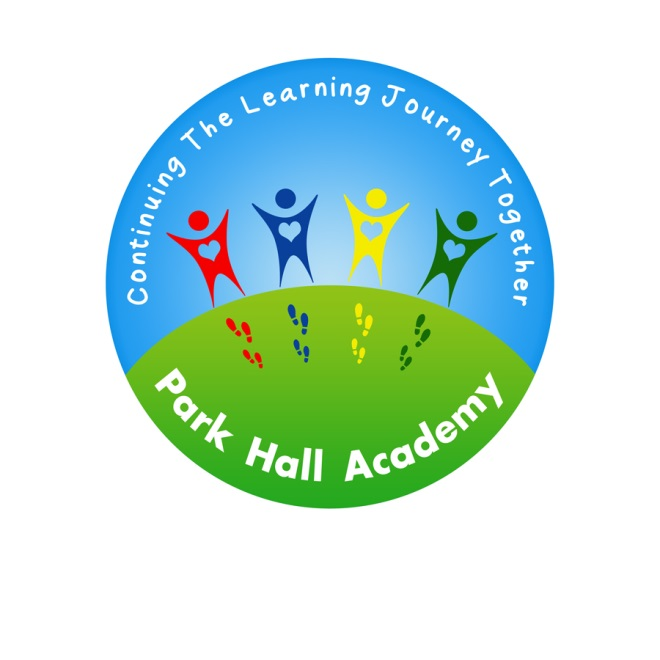 Continuing The Learning Journey Together
Park Hall Academy